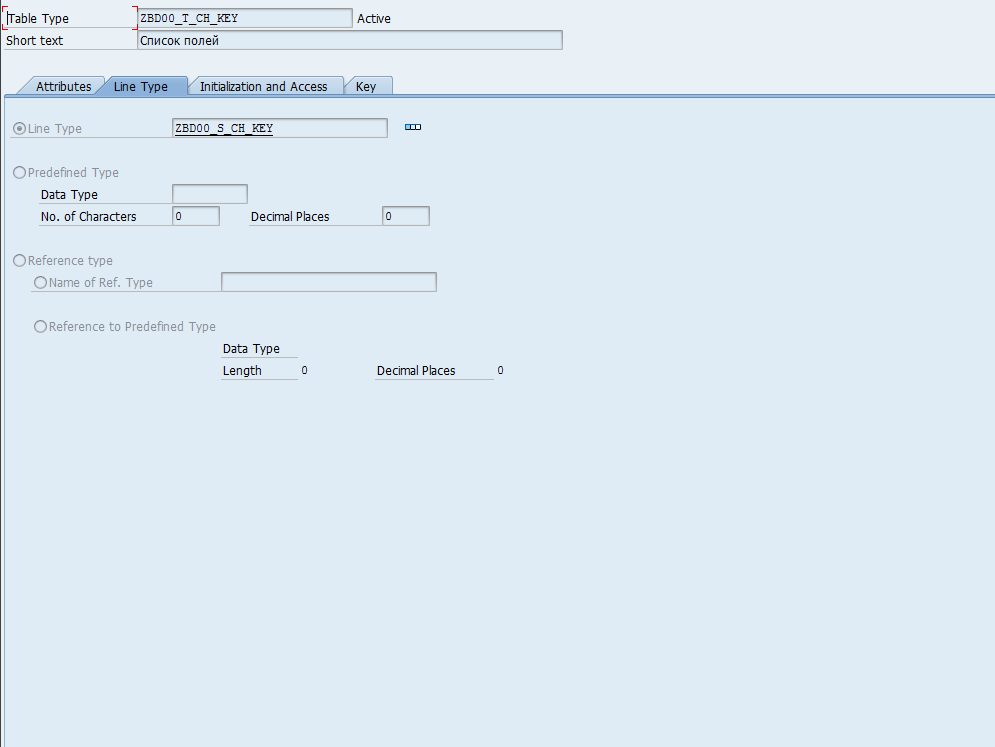 Table Type ZBD00_T_CH_KEY Active
Short text Список полей
Attributes Line Type Initialization and Access Key
Line Type ZBD00_S_CH_KEY
Predefined Type
Data Type
No. of Characters 0 Decimal Places 0
Reference type
Name of Ref. Type
Reference to Predefined Type
Data Type
Length 0 Decimal Places 0